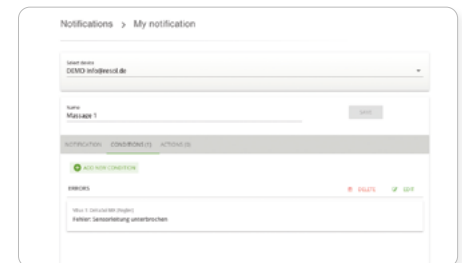 Notifications > My notification
Select device
DEMO-info@resol.de
Name
Massage 1
SAVE
NOTIFICATION CONDITIONS (1) ACTIONS (0)
ADD NEW CONDITION
ERRORS
DELETE EDIT
Fehler: Sensorleitung unterbrochen